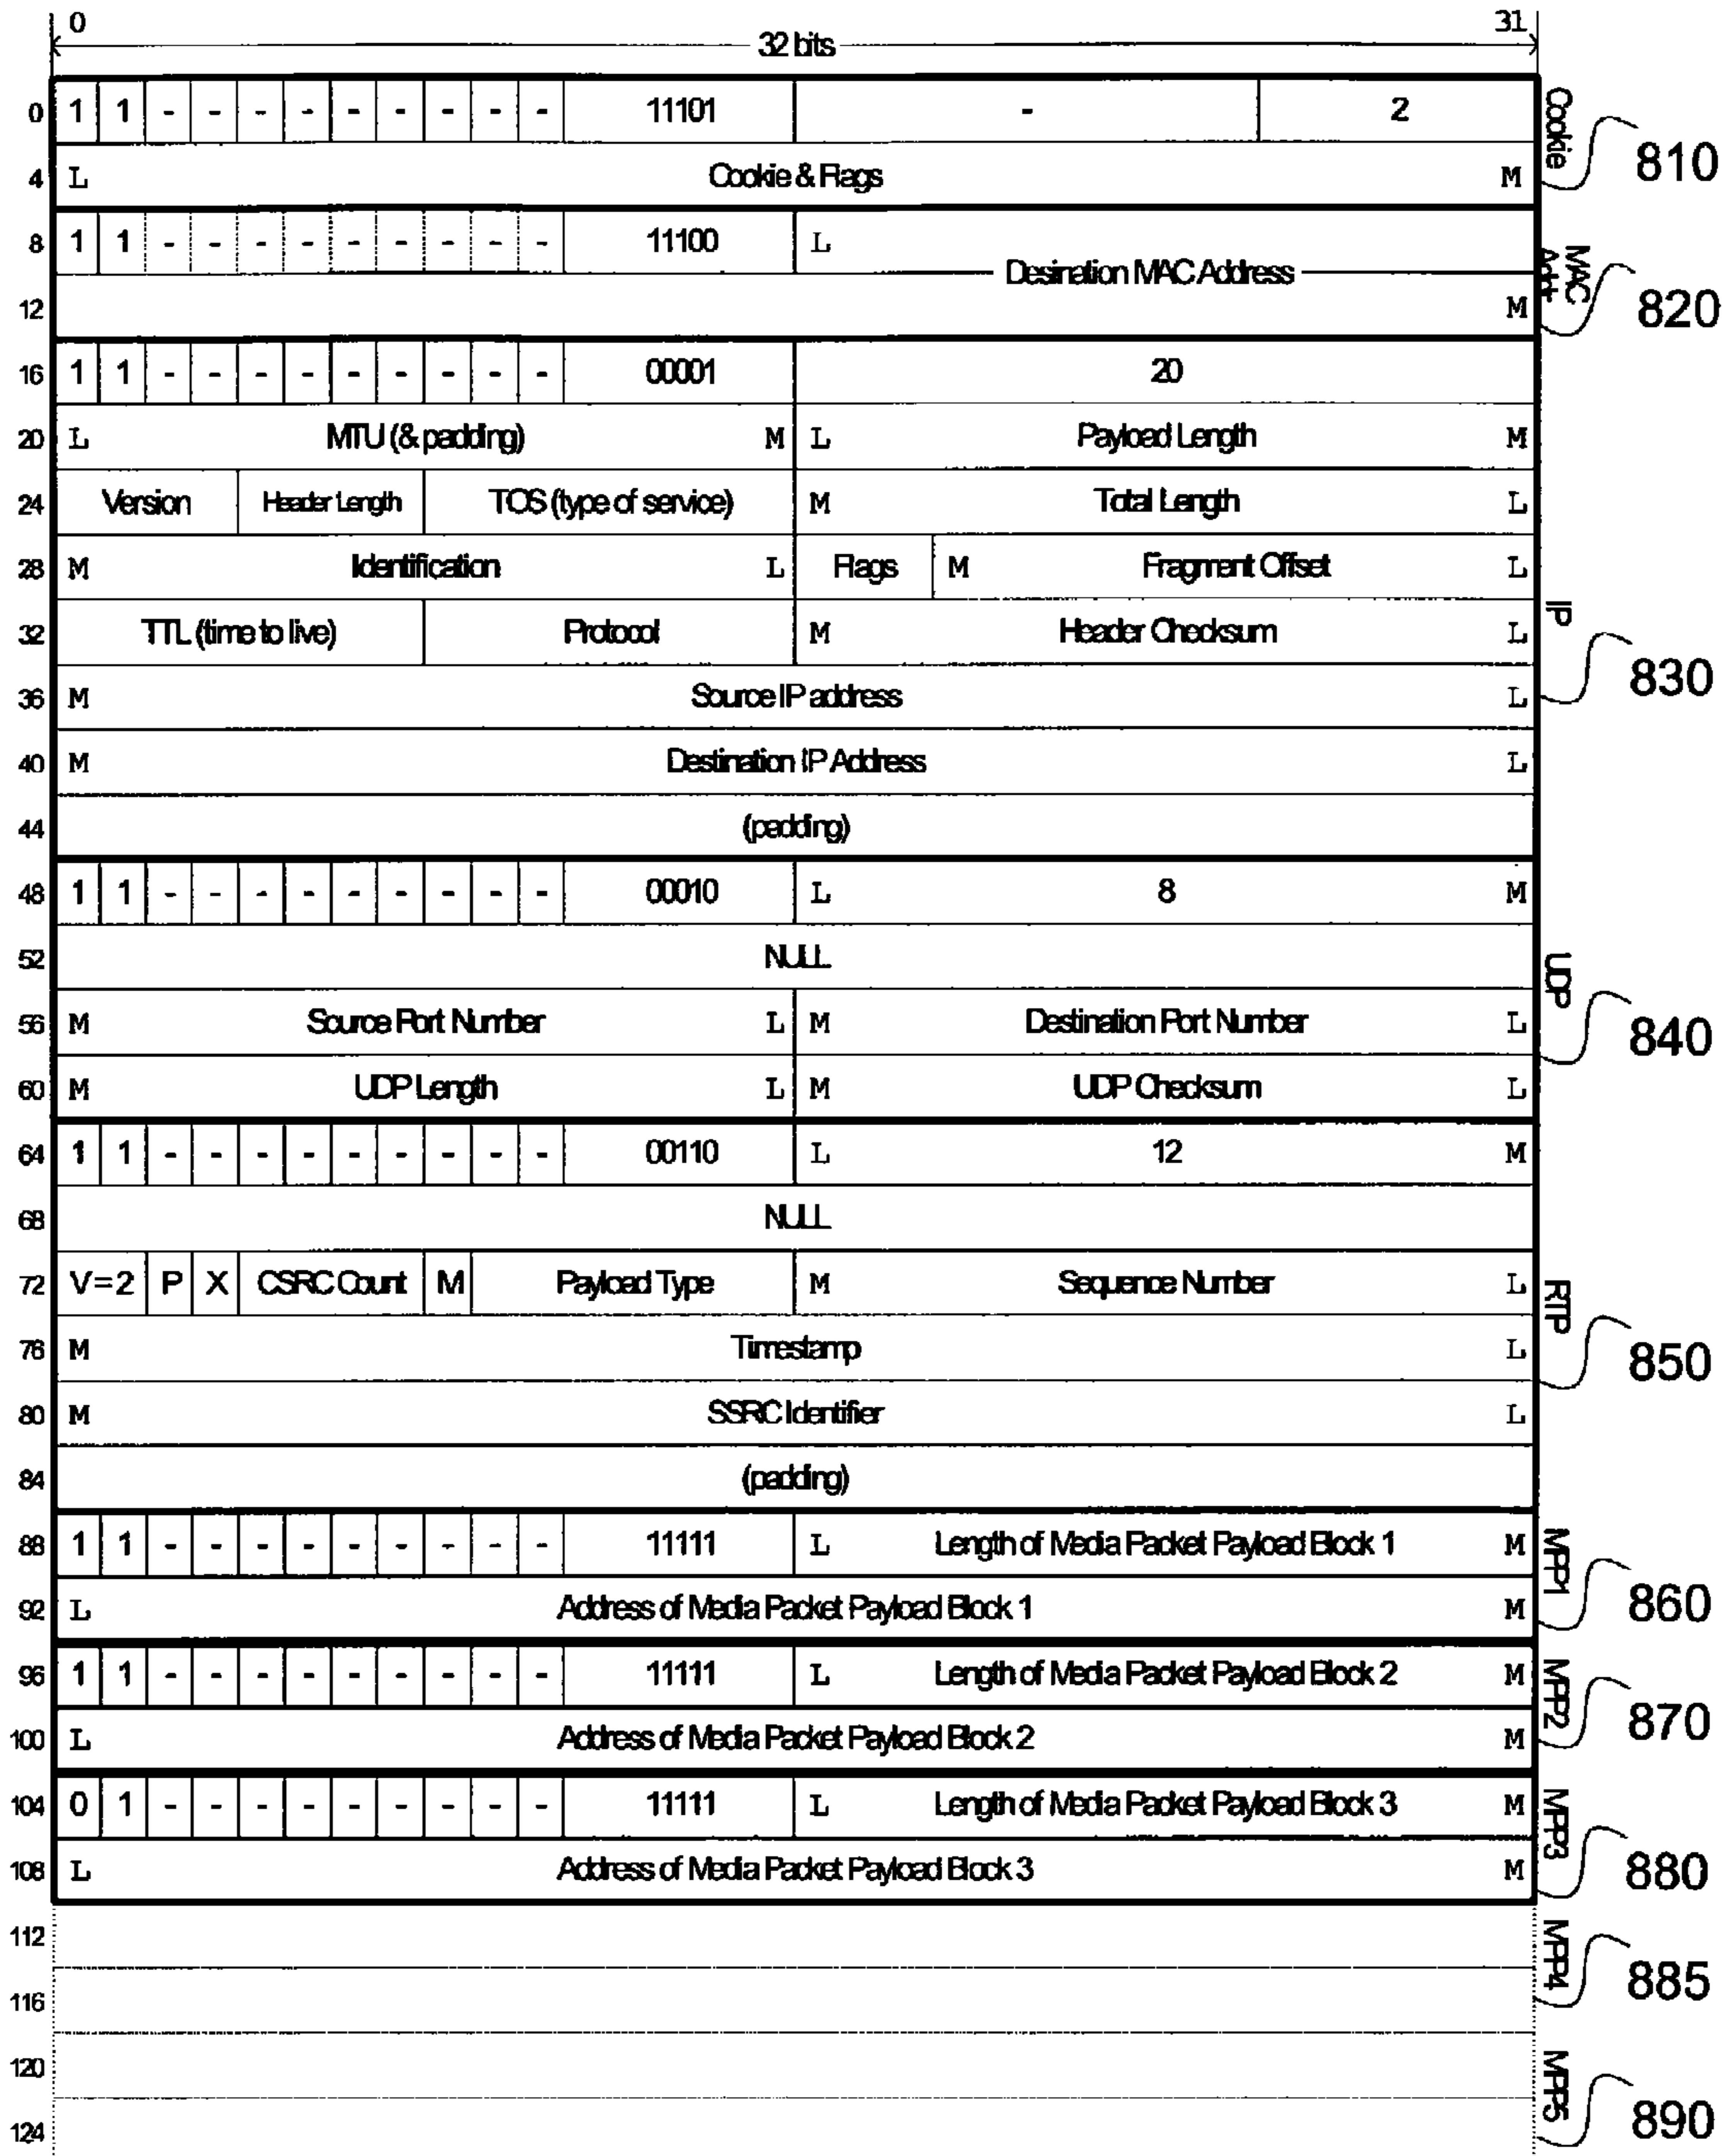 0 31
32 bits
0 1 1 - - - - - - - - - 11101 - 2
4 L Cookie & Flags M
Cookie
810
8 1 1 - - - - - - - - - 11100 L
Desination MAC Address
12 M
MAC Addr
820
16 1 1 - - - - - - - - - 00001 20
20 L MTU (& padding) M L Payload Length M
24 Version Header Length TOS (type of service) M Total Length L
28 M Identification L Flags M Fragment Offset L
32 TTL (time to live) Protocol M Header Checksum L
36 M Source IP address L
40 M Destination IP Address L
44 (padding)
IP
830
48 1 1 - - - - - - - - - 00010 L 8 M
52 NULL
56 M Source Port Number L M Destination Port Number L
60 M UDP Length L M UDP Checksum L
UDP
840
64 1 1 - - - - - - - - - 00110 L 12 M
68 NULL
72 V=2 P X CSRC Count M Payload Type M Sequence Number L
76 M Timestamp L
80 M SSRC Identifier L
84 (padding)
RTP
850
88 1 1 - - - - - - - - - 11111 L Length of Media Packet Payload Block 1 M
92 L Address of Media Packet Payload Block 1 M
MPP1
860
96 1 1 - - - - - - - - - 11111 L Length of Media Packet Payload Block 2 M
100 L Address of Media Packet Payload Block 2 M
MPP2
870
104 0 1 - - - - - - - - - 11111 L Length of Media Packet Payload Block 3 M
108 L Address of Media Packet Payload Block 3 M
MPP3
880
112
116
MPP4
885
120
124
MPP5
890